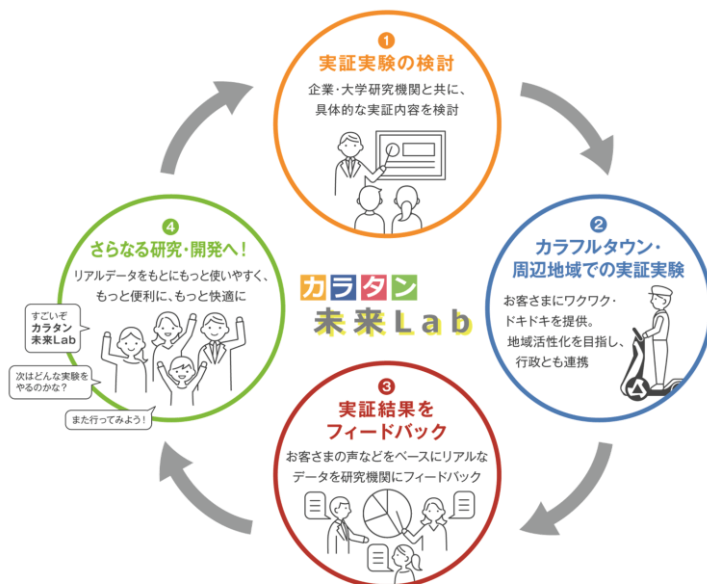 1
実証実験の検討
企業・大学研究機関と共に、
具体的な実証内容を検討
2
カラフルタウン・
周辺地域での実証実験
お客さまにワクワク・
ドキドキを提供。
地域活性化を目指し、
行政とも連携
3
実証結果を
フィードバック
お客さまの声などをベースにリアルな
データを研究機関にフィードバック
4
さらなる研究・開発へ!
リアルデータをもとにもっと使いやすく、
もっと便利に、もっと快適に
すごいぞ
カラタン
未来Lab
次はどんな実験を
やるのかな?
また行ってみよう!
カラタン
未来Lab